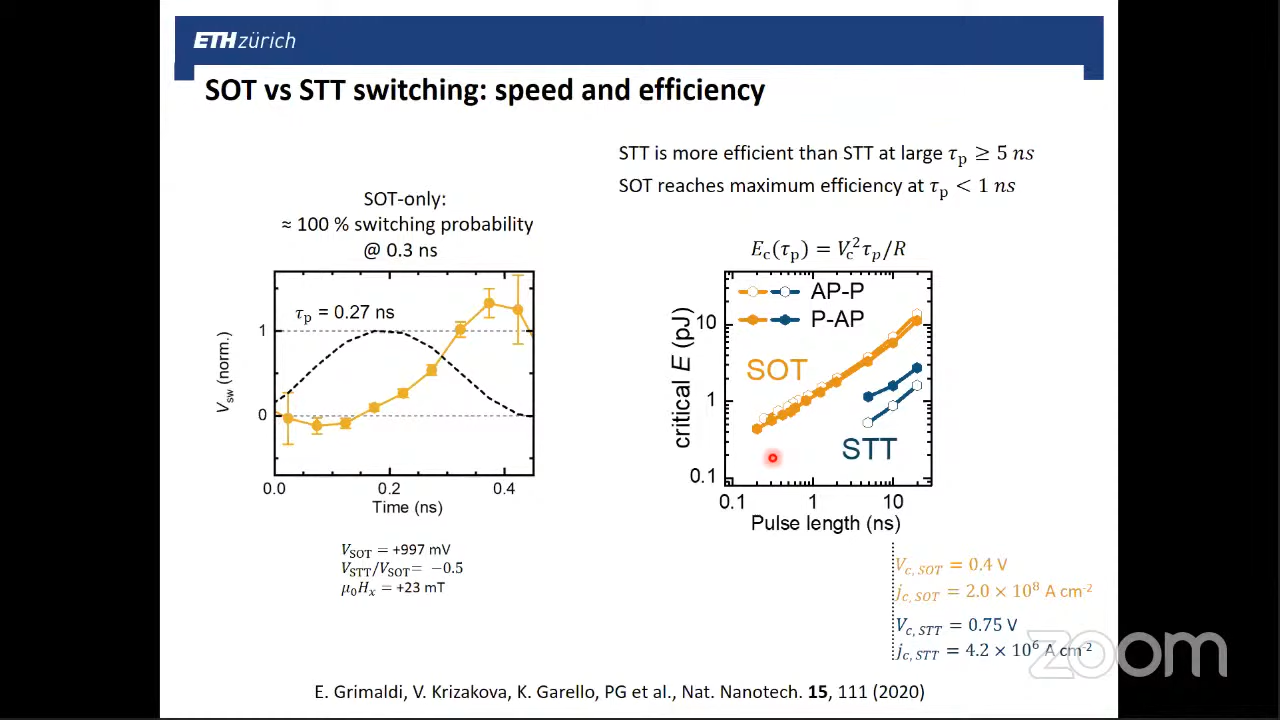 ETH zürich
SOT vs STT switching: speed and efficiency
STT is more efficient than STT at large τp ≥ 5 ns
SOT reaches maximum efficiency at τp < 1 ns
SOT-only:
≈ 100 % switching probability
@ 0.3 ns
τp = 0.27 ns
1
0
Vsw (norm.)
0.0 0.2 0.4
Time (ns)
VSOT = +997 mV
VSTT/VSOT= −0.5
μ0Hx = +23 mT
Ec(τp) = Vc²τp/R
AP-P
P-AP
SOT
STT
critical E (pJ)
10
1
0.1
0.1 1 10
Pulse length (ns)
Vc, SOT = 0.4 V
jc, SOT = 2.0 × 10⁸ A cm⁻²
Vc, STT = 0.75 V
jc, STT = 4.2 × 10⁶ A cm⁻²
zoom
E. Grimaldi, V. Krizakova, K. Garello, PG et al., Nat. Nanotech. 15, 111 (2020)